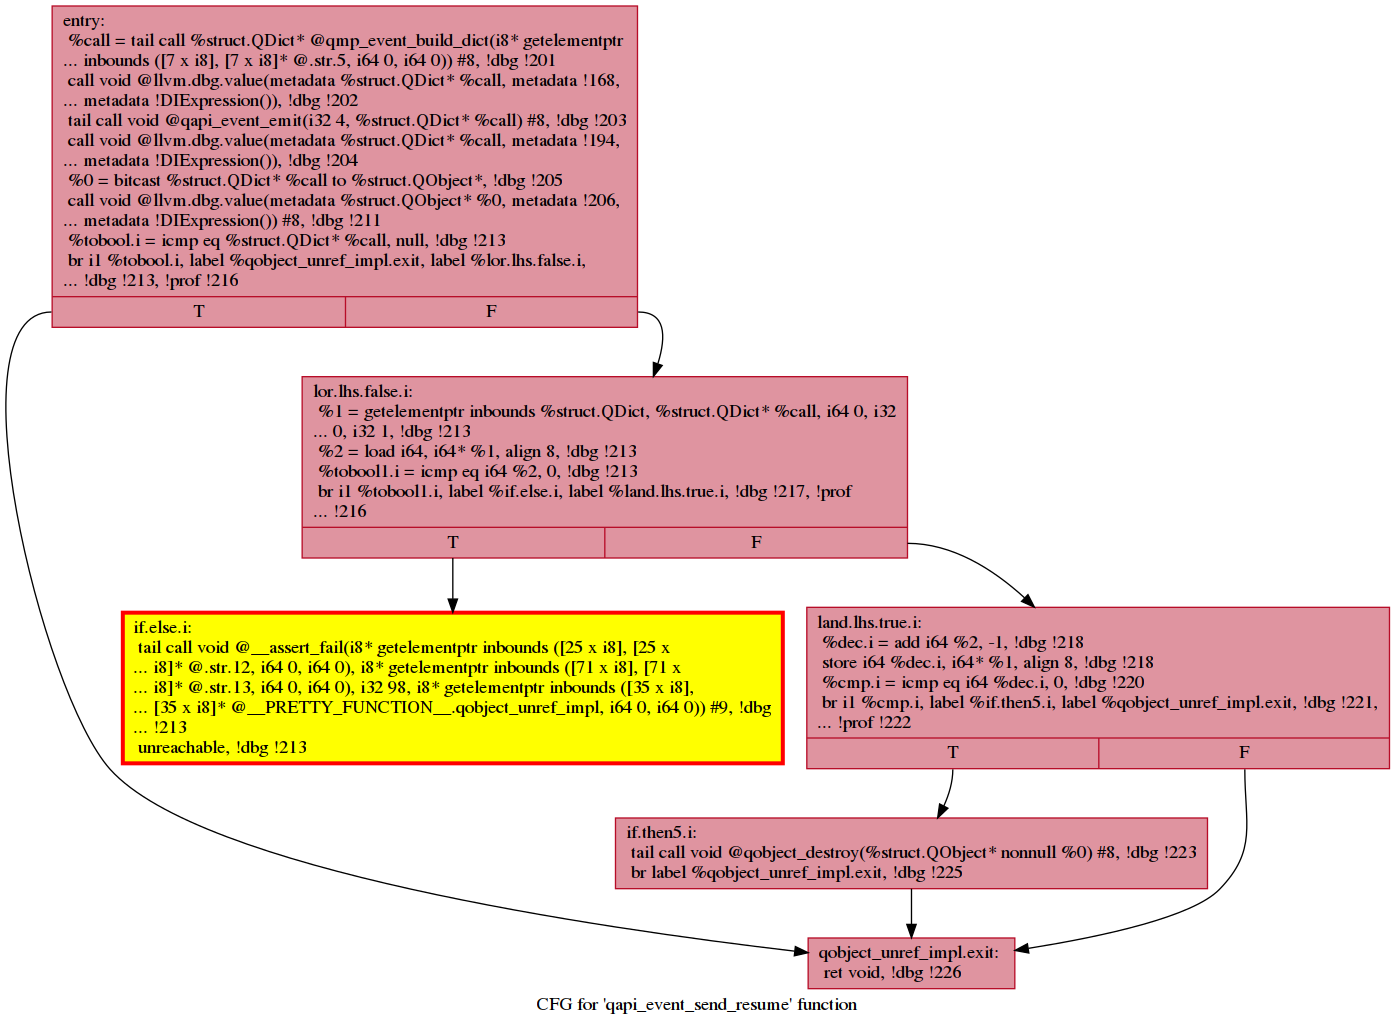 entry:
%call = tail call %struct.QDict* @qmp_event_build_dict(i8* getelementptr
... inbounds ([7 x i8], [7 x i8]* @.str.5, i64 0, i64 0)) #8, !dbg !201
call void @llvm.dbg.value(metadata %struct.QDict* %call, metadata !168,
... metadata !DIExpression()), !dbg !202
tail call void @qapi_event_emit(i32 4, %struct.QDict* %call) #8, !dbg !203
call void @llvm.dbg.value(metadata %struct.QDict* %call, metadata !194,
... metadata !DIExpression()), !dbg !204
%0 = bitcast %struct.QDict* %call to %struct.QObject*, !dbg !205
call void @llvm.dbg.value(metadata %struct.QObject* %0, metadata !206,
... metadata !DIExpression()) #8, !dbg !211
%tobool.i = icmp eq %struct.QDict* %call, null, !dbg !213
br i1 %tobool.i, label %qobject_unref_impl.exit, label %lor.lhs.false.i,
... !dbg !213, !prof !216
T F
lor.lhs.false.i:
%1 = getelementptr inbounds %struct.QDict, %struct.QDict* %call, i64 0, i32
... 0, i32 1, !dbg !213
%2 = load i64, i64* %1, align 8, !dbg !213
%tobool1.i = icmp eq i64 %2, 0, !dbg !213
br i1 %tobool1.i, label %if.else.i, label %land.lhs.true.i, !dbg !217, !prof
... !216
T F
if.else.i:
tail call void @__assert_fail(i8* getelementptr inbounds ([25 x i8], [25 x
... i8]* @.str.12, i64 0, i64 0), i8* getelementptr inbounds ([71 x i8], [71 x
... i8]* @.str.13, i64 0, i64 0), i32 98, i8* getelementptr inbounds ([35 x i8],
... [35 x i8]* @__PRETTY_FUNCTION__.qobject_unref_impl, i64 0, i64 0)) #9, !dbg
... !213
unreachable, !dbg !213
land.lhs.true.i:
%dec.i = add i64 %2, -1, !dbg !218
store i64 %dec.i, i64* %1, align 8, !dbg !218
%cmp.i = icmp eq i64 %dec.i, 0, !dbg !220
br i1 %cmp.i, label %if.then5.i, label %qobject_unref_impl.exit, !dbg !221,
... !prof !222
T F
if.then5.i:
tail call void @qobject_destroy(%struct.QObject* nonnull %0) #8, !dbg !223
br label %qobject_unref_impl.exit, !dbg !225
qobject_unref_impl.exit:
ret void, !dbg !226
CFG for 'qapi_event_send_resume' function